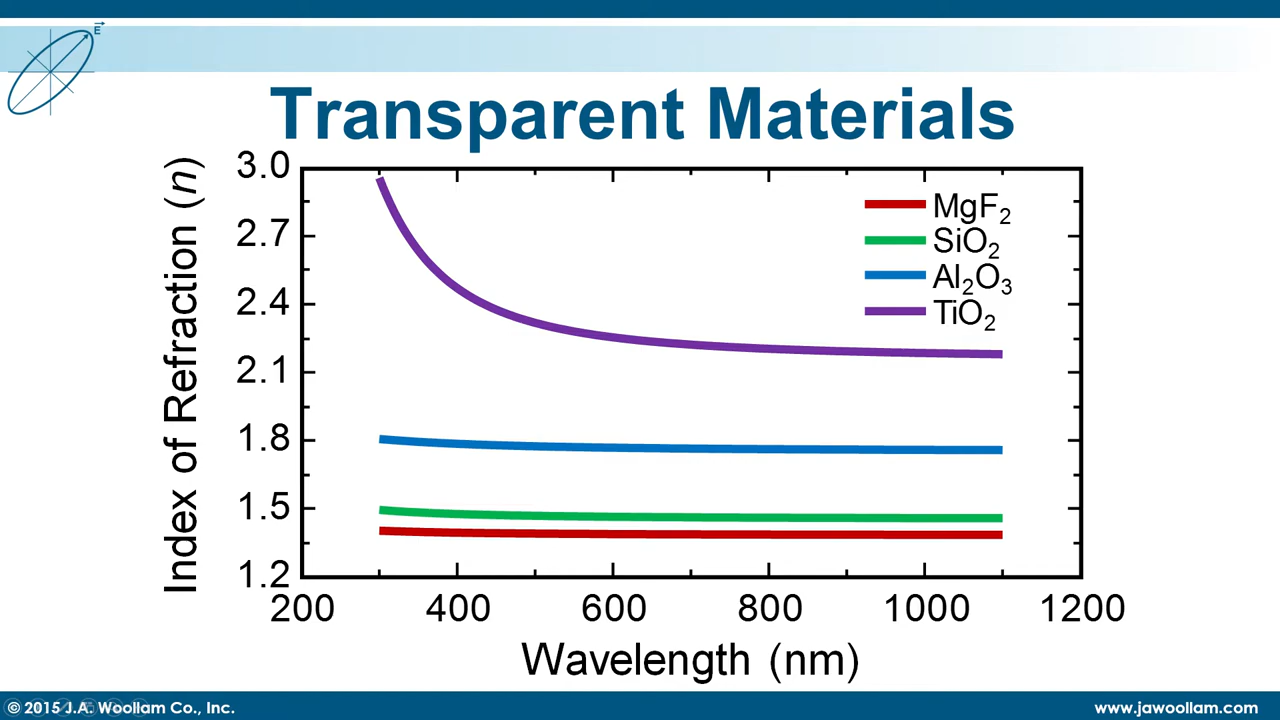 E
Transparent Materials
Index of Refraction (n)
3.0
2.7
2.4
2.1
1.8
1.5
1.2
MgF₂
SiO₂
Al₂O₃
TiO₂
200 400 600 800 1000 1200
Wavelength (nm)
© 2015 J.A. Woollam Co., Inc. www.jawoollam.com